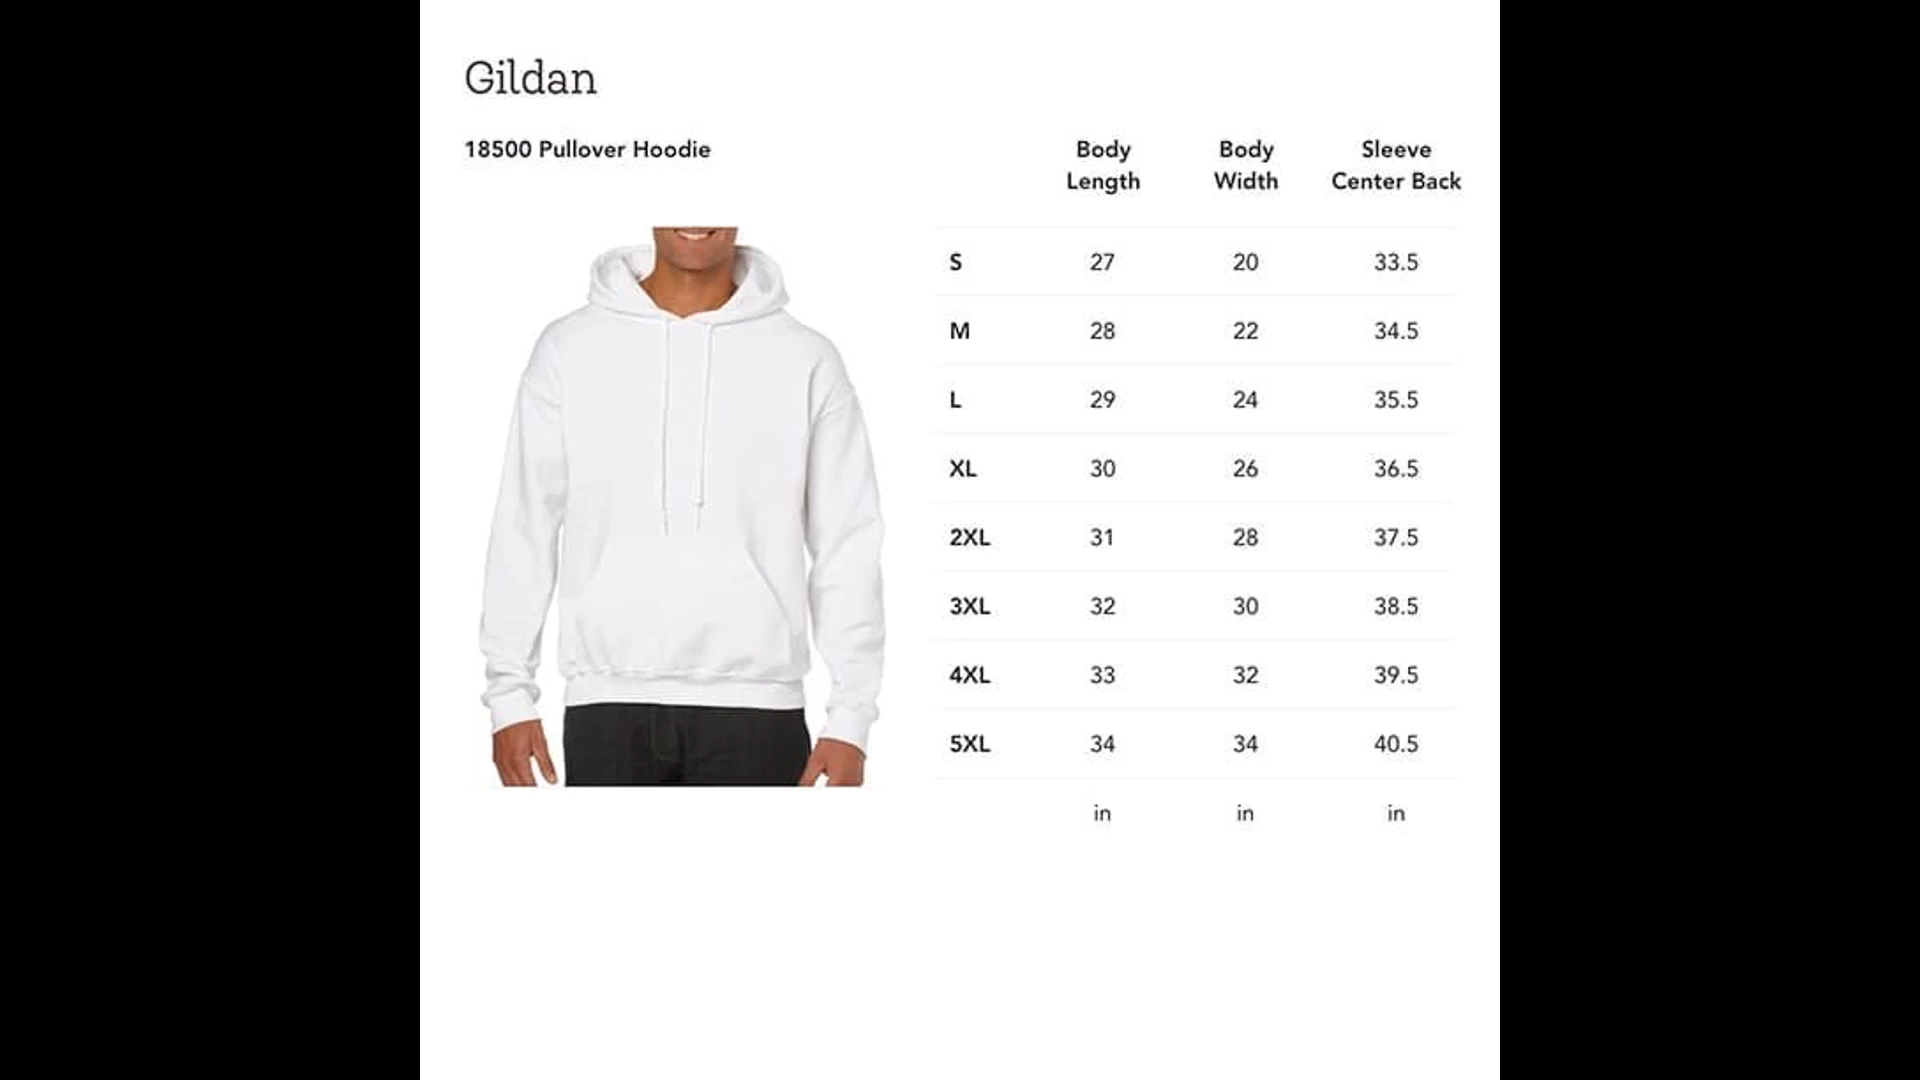 Gildan
18500 Pullover Hoodie
Body Length Body Width Sleeve Center Back
S 27 20 33.5
M 28 22 34.5
L 29 24 35.5
XL 30 26 36.5
2XL 31 28 37.5
3XL 32 30 38.5
4XL 33 32 39.5
5XL 34 34 40.5
in in in